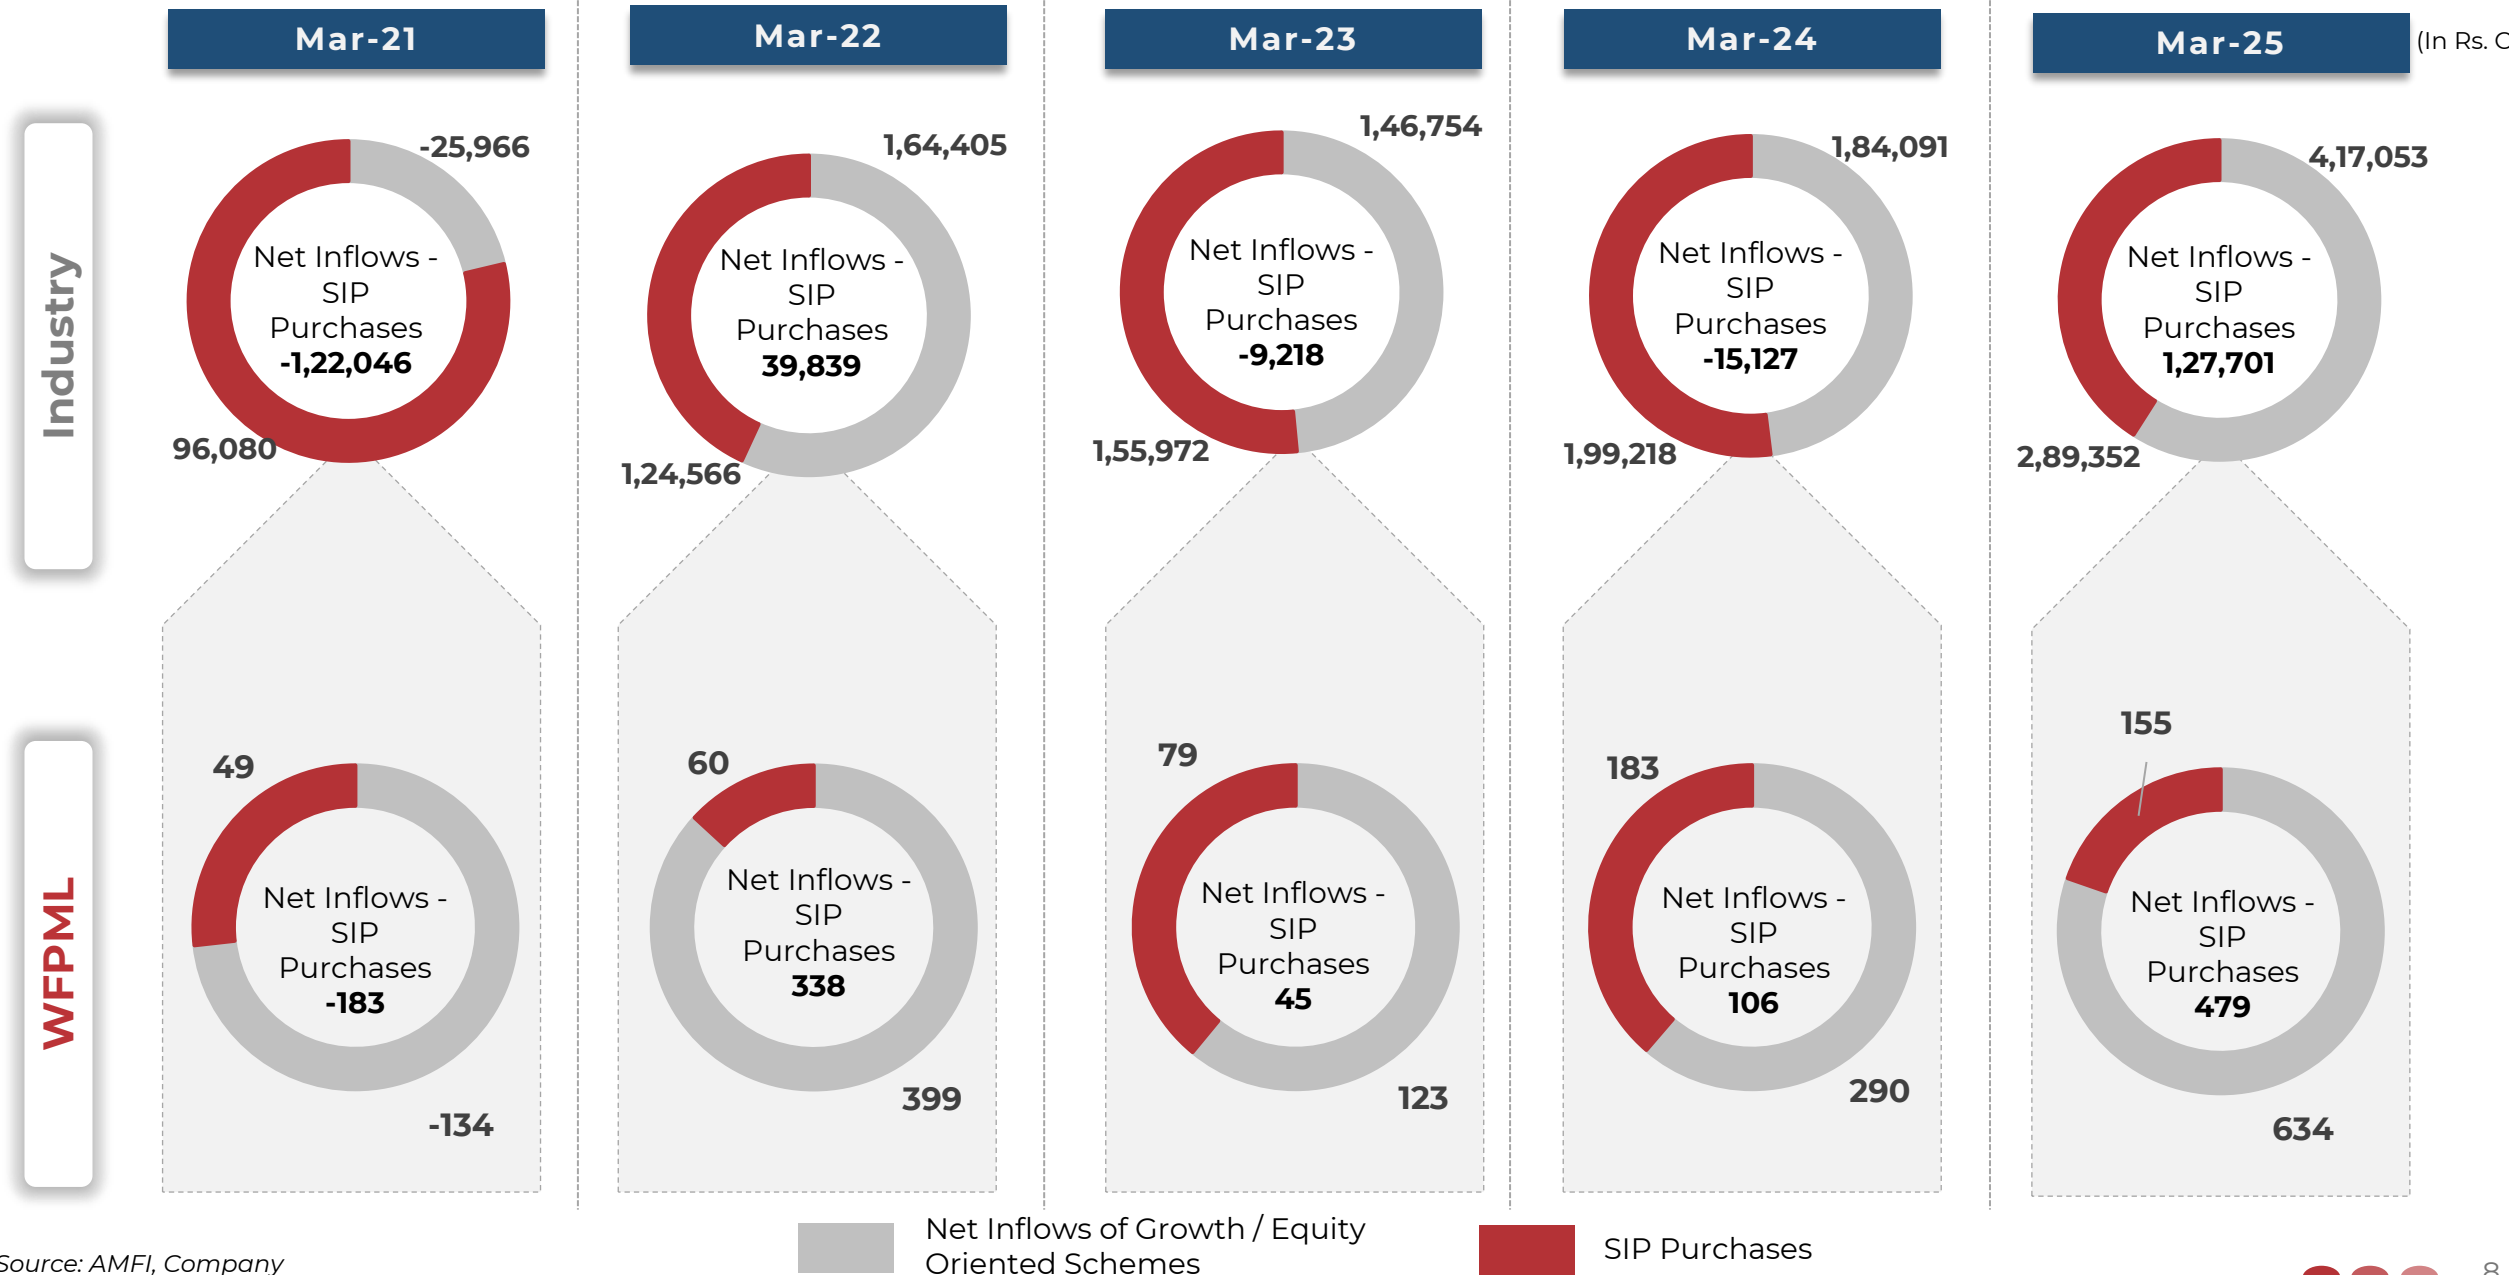 Mar-21
Mar-22
Mar-23
Mar-24
Mar-25
(In Rs. C
Industry
-25,966
Net Inflows -
SIP
Purchases
-1,22,046
96,080
1,64,405
Net Inflows -
SIP
Purchases
39,839
1,24,566
1,46,754
Net Inflows -
SIP
Purchases
-9,218
1,55,972
1,84,091
Net Inflows -
SIP
Purchases
-15,127
1,99,218
4,17,053
Net Inflows -
SIP
Purchases
1,27,701
2,89,352
WFPML
49
Net Inflows -
SIP
Purchases
-183
-134
60
Net Inflows -
SIP
Purchases
338
399
79
Net Inflows -
SIP
Purchases
45
123
183
Net Inflows -
SIP
Purchases
106
290
155
Net Inflows -
SIP
Purchases
479
634
Net Inflows of Growth / Equity
Oriented Schemes
SIP Purchases
Source: AMFI, Company
8